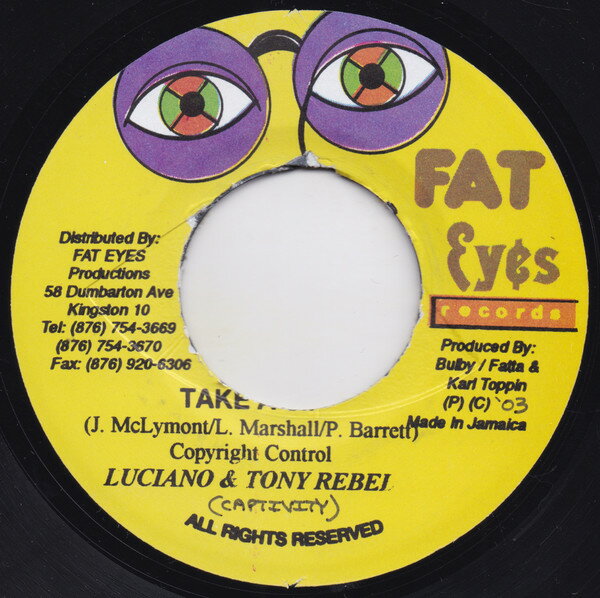 FAT
Eyes
records
Distributed By:
FAT EYES
Productions
58 Dumbarton Ave
Kingston 10
Tel: (876) 754-3669
(876) 754-3670
Fax: (876) 920-6306
Produced By:
Bulby / Fatta &
Karl Toppin
(P) (C) '03
Made In Jamaica
TAKE
(J. McLymont/L. Marshall/P. Barrett)
Copyright Control
LUCIANO & TONY REBEL
(CAPTIVITY)
ALL RIGHTS RESERVED